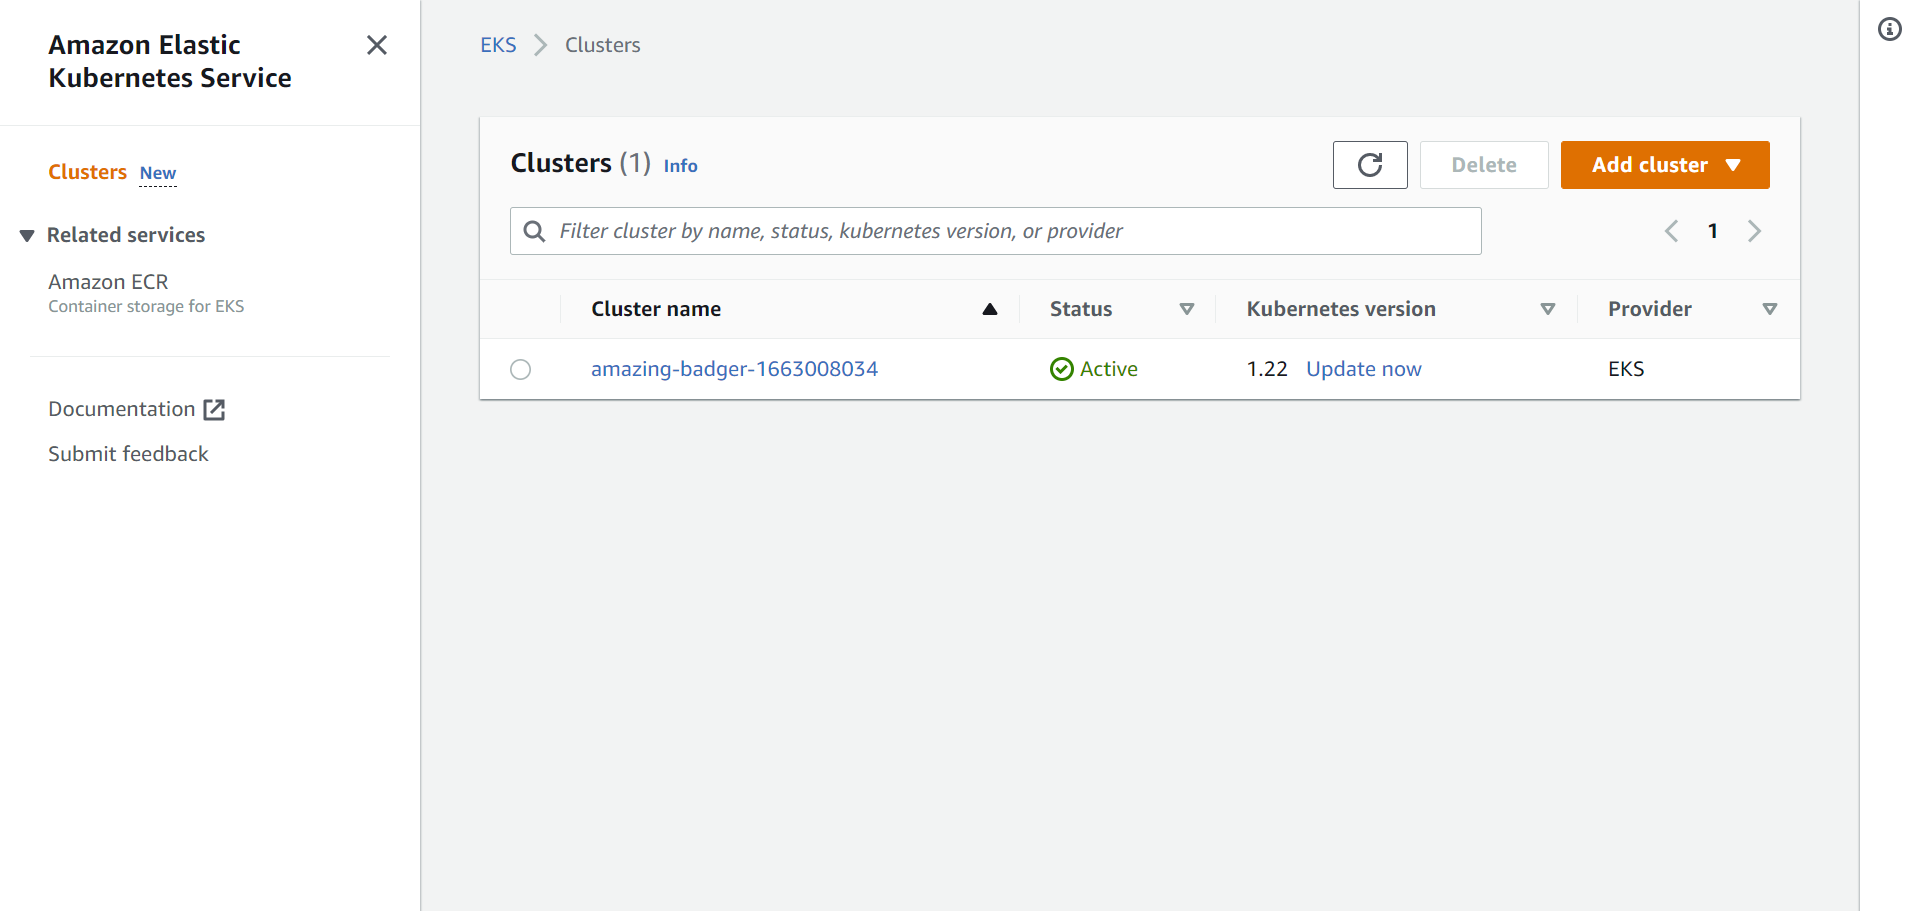 Amazon Elastic
Kubernetes Service
Clusters New
Related services
Amazon ECR
Container storage for EKS
Documentation
Submit feedback
EKS Clusters
Clusters (1) Info
Delete
Add cluster
Filter cluster by name, status, kubernetes version, or provider
1
Cluster name Status Kubernetes version Provider
amazing-badger-1663008034 Active 1.22 Update now EKS